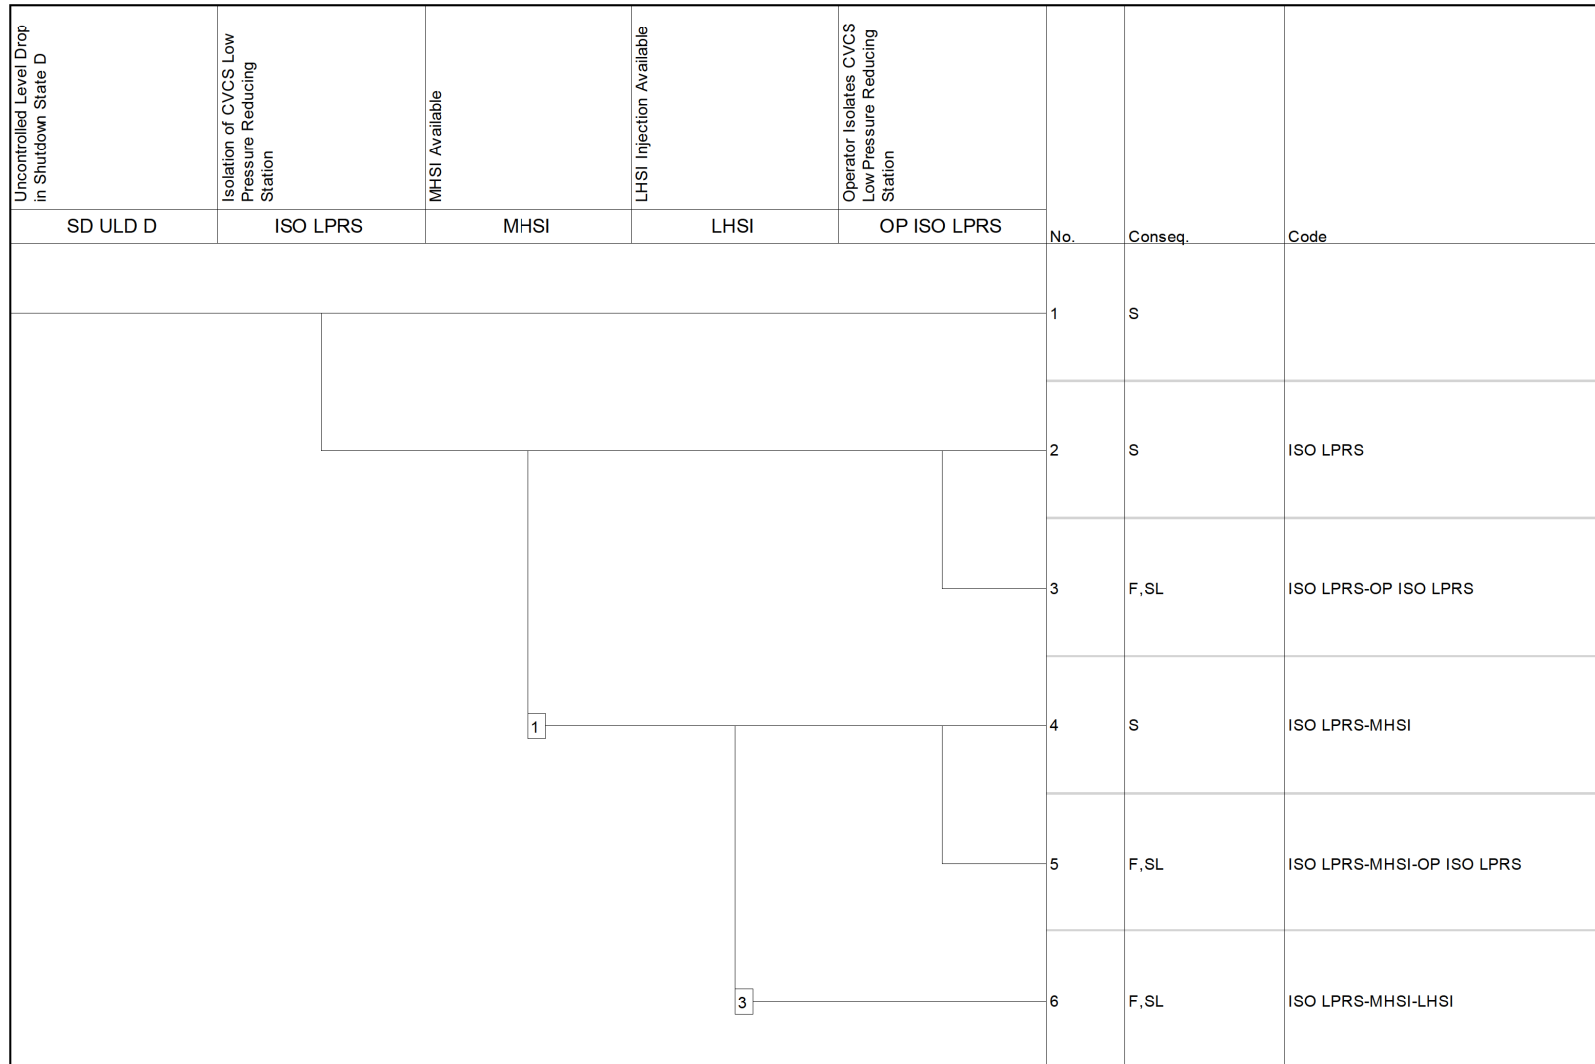 Uncontrolled Level Drop
in Shutdown State D
Isolation of CVCS Low
Pressure Reducing
Station
MHSI Available
LHSI Injection Available
Operator Isolates CVCS
Low Pressure Reducing
Station
SD ULD D
ISO LPRS
MHSI
LHSI
OP ISO LPRS
No.
Conseq.
Code
1
S
2
S
ISO LPRS
3
F,SL
ISO LPRS-OP ISO LPRS
1
4
S
ISO LPRS-MHSI
5
F,SL
ISO LPRS-MHSI-OP ISO LPRS
3
6
F,SL
ISO LPRS-MHSI-LHSI